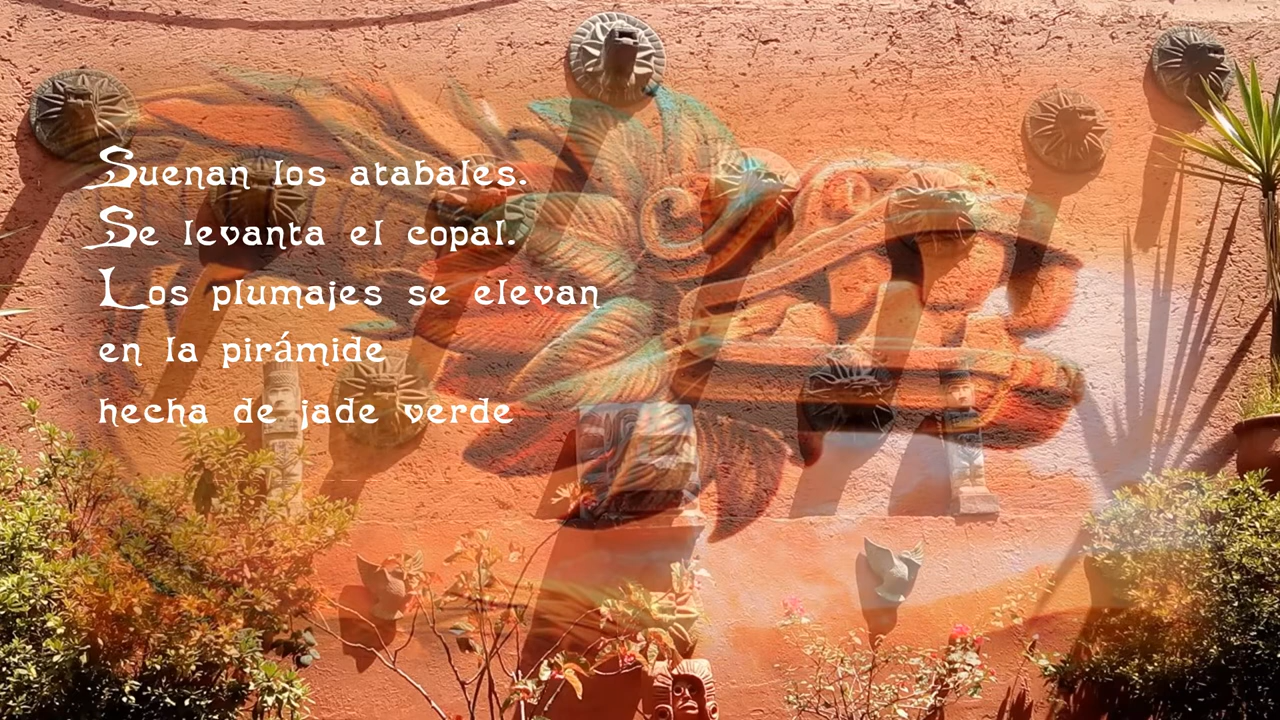 Suenan los atabales.
Se levanta el copal.
Los plumajes se elevan
en la pirámide
hecha de jade verde